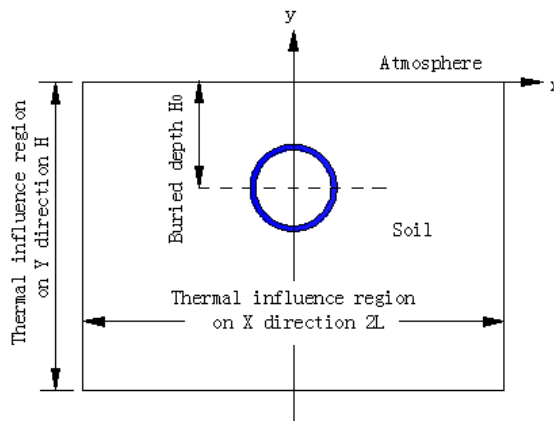 y
Atmosphere
x
Thermal influence region
on Y direction H
Buried depth H0
Soil
Thermal influence region
on X direction 2L